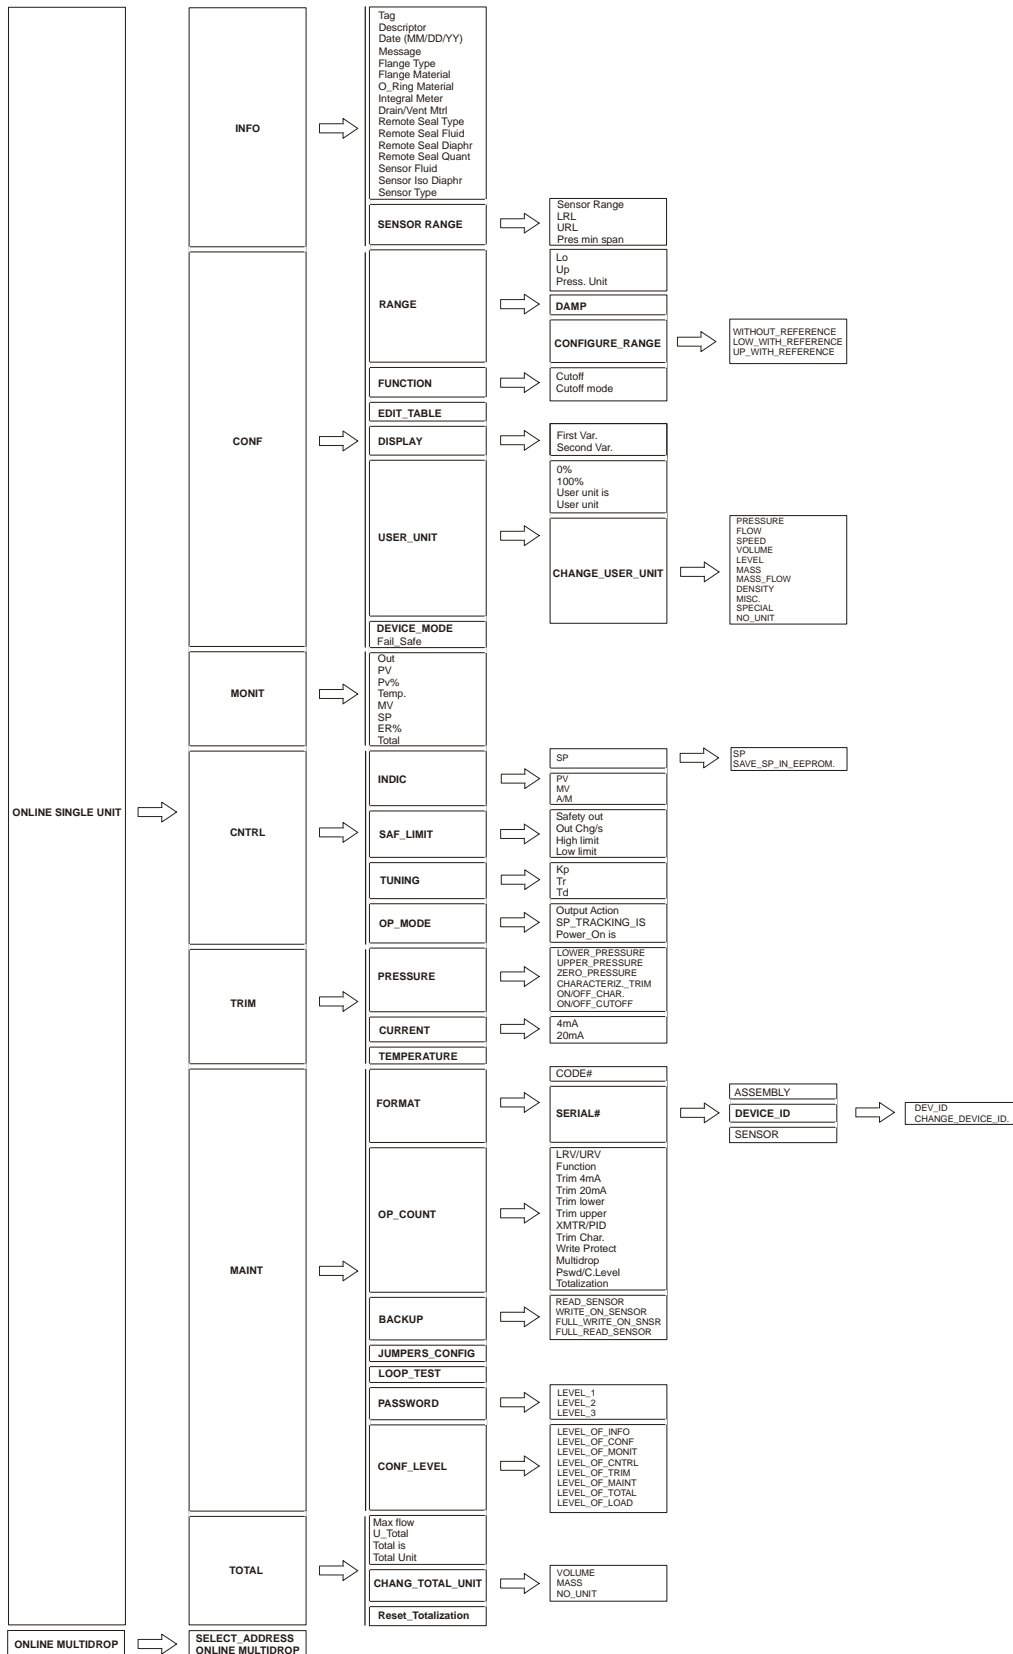 ONLINE SINGLE UNIT
INFO
Tag
Descriptor
Date (MM/DD/YY)
Message
Flange Type
Flange Material
O_Ring Material
Integral Meter
Drain/Vent Mtrl
Remote Seal Type
Remote Seal Fluid
Remote Seal Diaphr
Remote Seal Quant
Sensor Fluid
Sensor Iso Diaphr
Sensor Type
SENSOR RANGE
Sensor Range
LRL
URL
Pres min span
CONF
RANGE
Lo
Up
Press. Unit
DAMP
CONFIGURE_RANGE
WITHOUT_REFERENCE
LOW_WITH_REFERENCE
UP_WITH_REFERENCE
FUNCTION
Cutoff
Cutoff mode
EDIT_TABLE
DISPLAY
First Var.
Second Var.
USER_UNIT
0%
100%
User unit is
User unit
CHANGE_USER_UNIT
PRESSURE
FLOW
SPEED
VOLUME
LEVEL
MASS
MASS_FLOW
DENSITY
MISC.
SPECIAL
NO_UNIT
DEVICE_MODE
Fail_Safe
MONIT
Out
PV
Pv%
Temp.
MV
SP
ER%
Total
CNTRL
INDIC
SP
SP
SAVE_SP_IN_EEPROM.
PV
MV
A/M
SAF_LIMIT
Safety out
Out Chg/s
High limit
Low limit
TUNING
Kp
Tr
Td
OP_MODE
Output Action
SP_TRACKING_IS
Power_On is
TRIM
PRESSURE
LOWER_PRESSURE
UPPER_PRESSURE
ZERO_PRESSURE
CHARACTERIZ._TRIM
ON/OFF_CHAR.
ON/OFF_CUTOFF
CURRENT
4mA
20mA
TEMPERATURE
MAINT
FORMAT
CODE#
SERIAL#
ASSEMBLY
DEVICE_ID
DEV_ID
CHANGE_DEVICE_ID.
SENSOR
OP_COUNT
LRV/URV
Function
Trim 4mA
Trim 20mA
Trim lower
Trim upper
XMTR/PID
Trim Char.
Write Protect
Multidrop
Pswd/C.Level
Totalization
BACKUP
READ_SENSOR
WRITE_ON_SENSOR
FULL_WRITE_ON_SNSR
FULL_READ_SENSOR
JUMPERS_CONFIG
LOOP_TEST
PASSWORD
LEVEL_1
LEVEL_2
LEVEL_3
CONF_LEVEL
LEVEL_OF_INFO
LEVEL_OF_CONF
LEVEL_OF_MONIT
LEVEL_OF_CNTRL
LEVEL_OF_TRIM
LEVEL_OF_MAINT
LEVEL_OF_TOTAL
LEVEL_OF_LOAD
TOTAL
Max flow
U_Total
Total is
Total Unit
CHANG_TOTAL_UNIT
VOLUME
MASS
NO_UNIT
Reset_Totalization
ONLINE MULTIDROP
SELECT_ADDRESS
ONLINE MULTIDROP